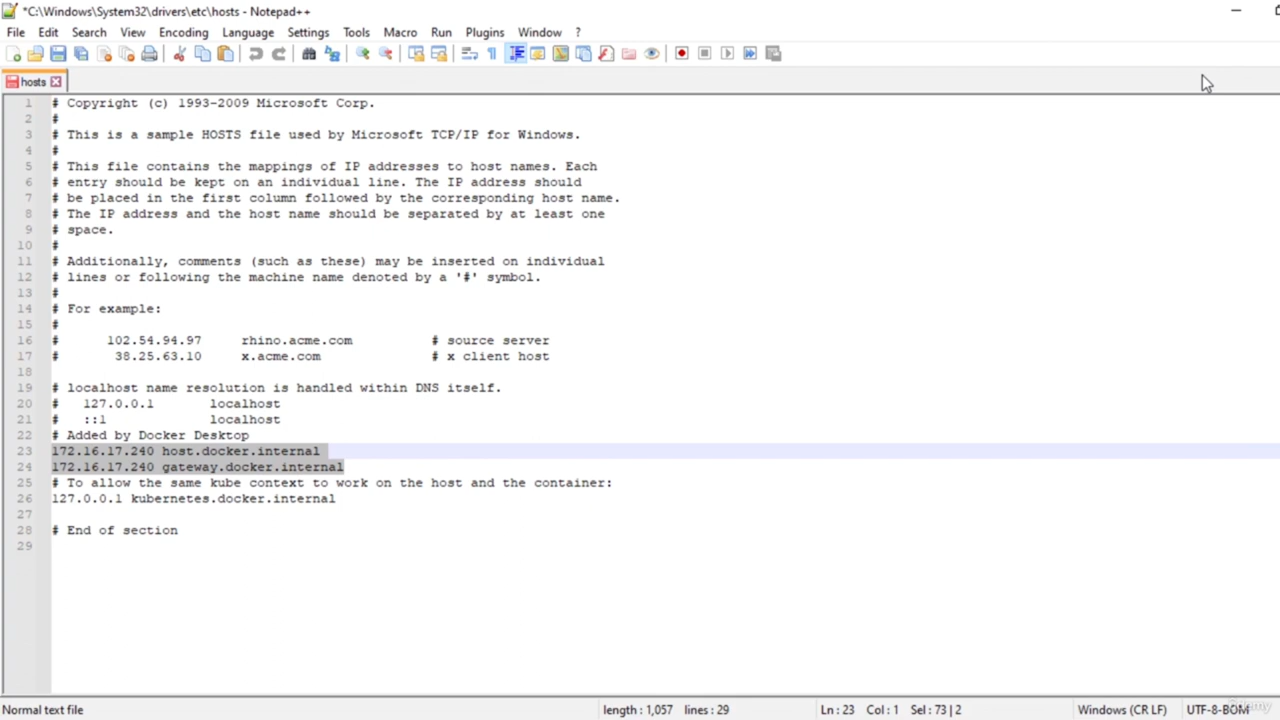 *C:\Windows\System32\drivers\etc\hosts - Notepad++
File Edit Search View Encoding Language Settings Tools Macro Run Plugins Window ?
hosts
1 # Copyright (c) 1993-2009 Microsoft Corp.
2 #
3 # This is a sample HOSTS file used by Microsoft TCP/IP for Windows.
4 #
5 # This file contains the mappings of IP addresses to host names. Each
6 # entry should be kept on an individual line. The IP address should
7 # be placed in the first column followed by the corresponding host name.
8 # The IP address and the host name should be separated by at least one
9 # space.
10 #
11 # Additionally, comments (such as these) may be inserted on individual
12 # lines or following the machine name denoted by a '#' symbol.
13 #
14 # For example:
15 #
16 #      102.54.94.97     rhino.acme.com          # source server
17 #       38.25.63.10     x.acme.com              # x client host
18
19 # localhost name resolution is handled within DNS itself.
20 #   127.0.0.1       localhost
21 #   ::1             localhost
22 # Added by Docker Desktop
23 172.16.17.240 host.docker.internal
24 172.16.17.240 gateway.docker.internal
25 # To allow the same kube context to work on the host and the container:
26 127.0.0.1 kubernetes.docker.internal
27
28 # End of section
29
Normal text file length : 1,057 lines : 29 Ln : 23 Col : 1 Sel : 73 | 2 Windows (CR LF) UTF-8-BOM